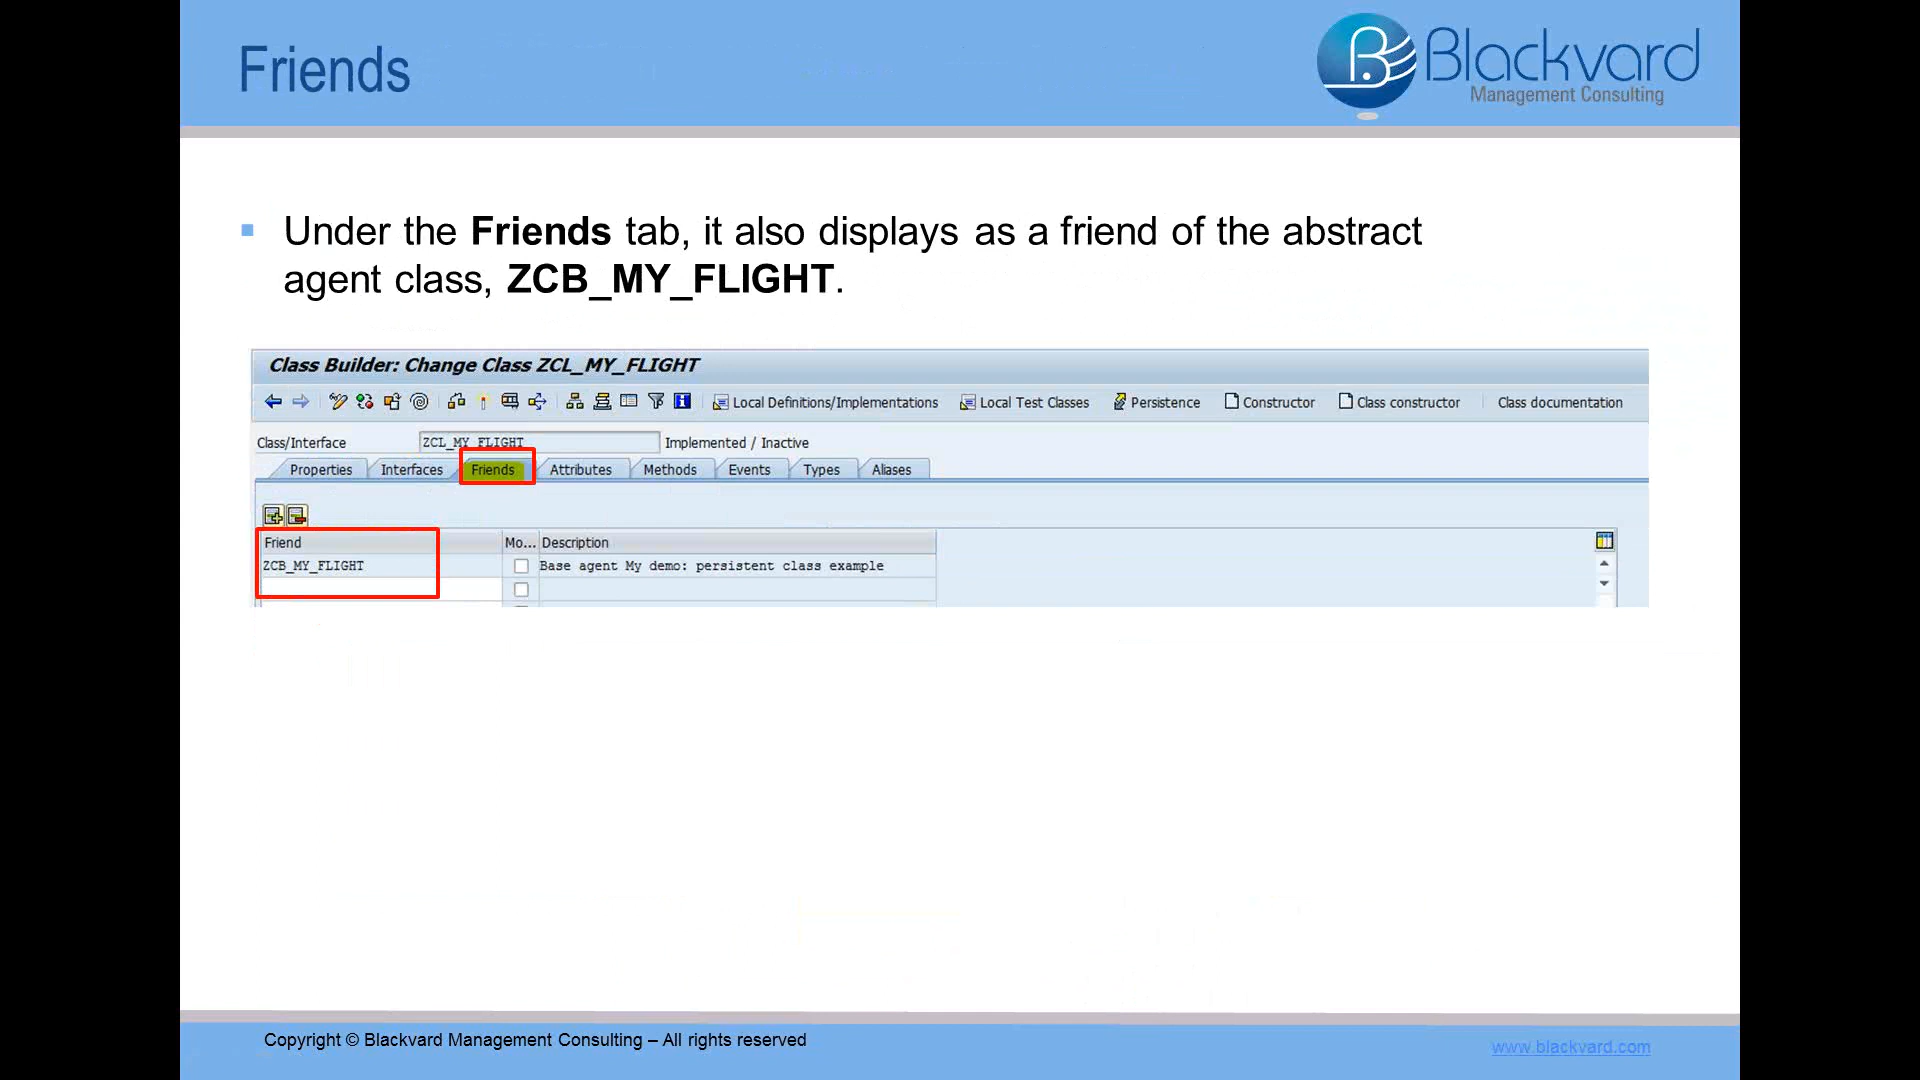 Friends
Blackvard
Management Consulting
Under the Friends tab, it also displays as a friend of the abstract
agent class, ZCB_MY_FLIGHT.
Class Builder: Change Class ZCL_MY_FLIGHT
Local Definitions/Implementations Local Test Classes Persistence Constructor Class constructor Class documentation
Class/Interface ZCL_MY_FLIGHT Implemented / Inactive
Properties Interfaces Friends Attributes Methods Events Types Aliases
Friend Mo... Description
ZCB_MY_FLIGHT Base agent My demo: persistent class example
Copyright © Blackvard Management Consulting – All rights reserved
www.blackvard.com